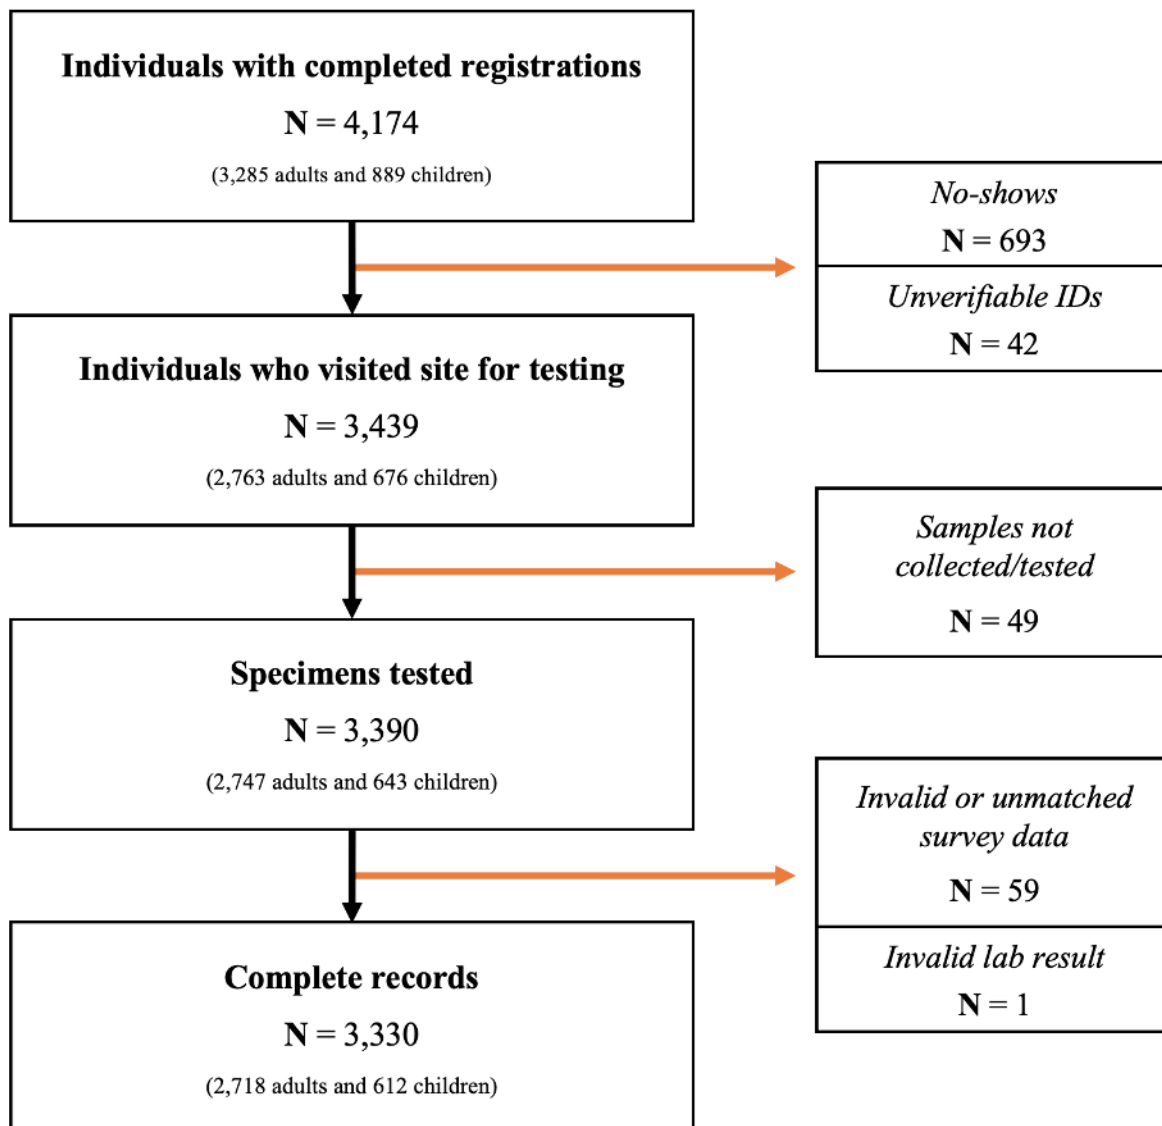 Individuals with completed registrations
N = 4,174
(3,285 adults and 889 children)
No-shows
N = 693
Unverifiable IDs
N = 42
Individuals who visited site for testing
N = 3,439
(2,763 adults and 676 children)
Samples not
collected/tested
N = 49
Specimens tested
N = 3,390
(2,747 adults and 643 children)
Invalid or unmatched
survey data
N = 59
Invalid lab result
N = 1
Complete records
N = 3,330
(2,718 adults and 612 children)